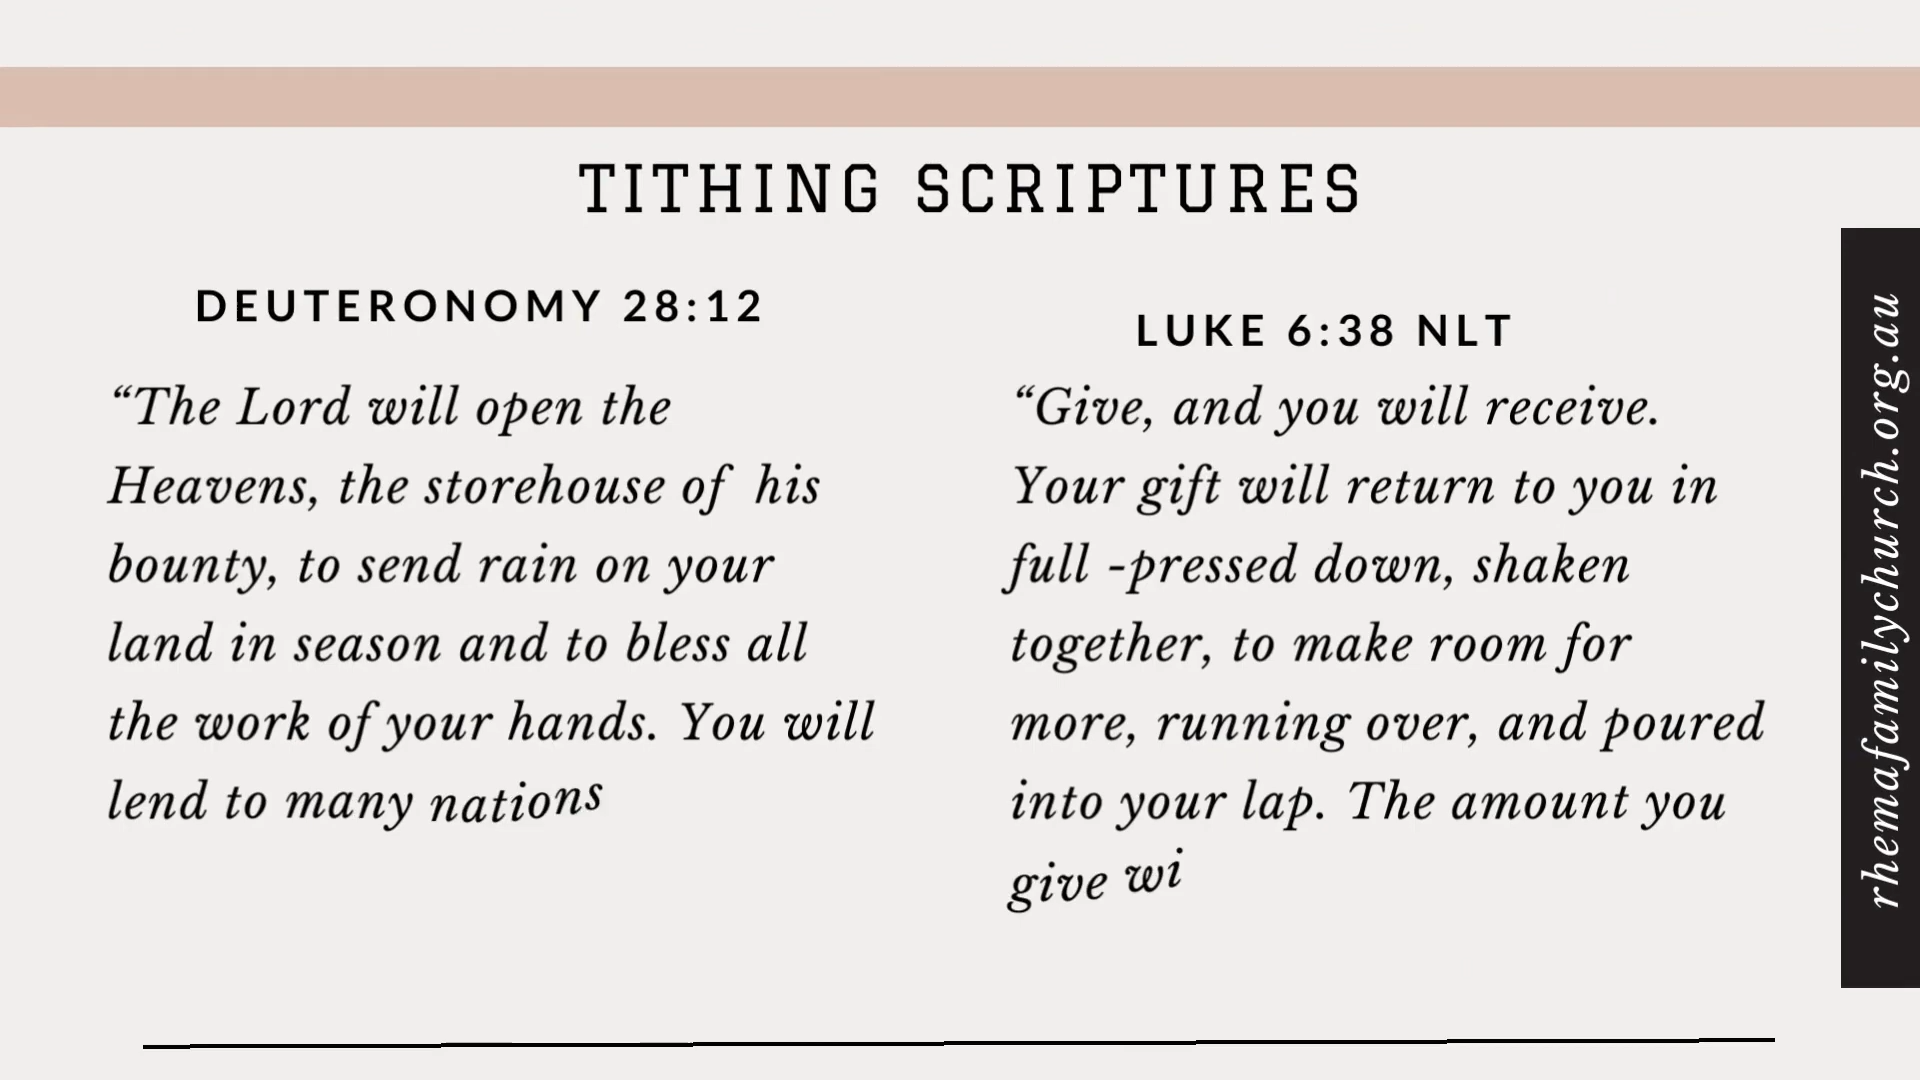 TITHING SCRIPTURES
DEUTERONOMY 28:12
“The Lord will open the
Heavens, the storehouse of his
bounty, to send rain on your
land in season and to bless all
the work of your hands. You will
lend to many nations
LUKE 6:38 NLT
“Give, and you will receive.
Your gift will return to you in
full -pressed down, shaken
together, to make room for
more, running over, and poured
into your lap. The amount you
give wi
rhemafamilychurch.org.au